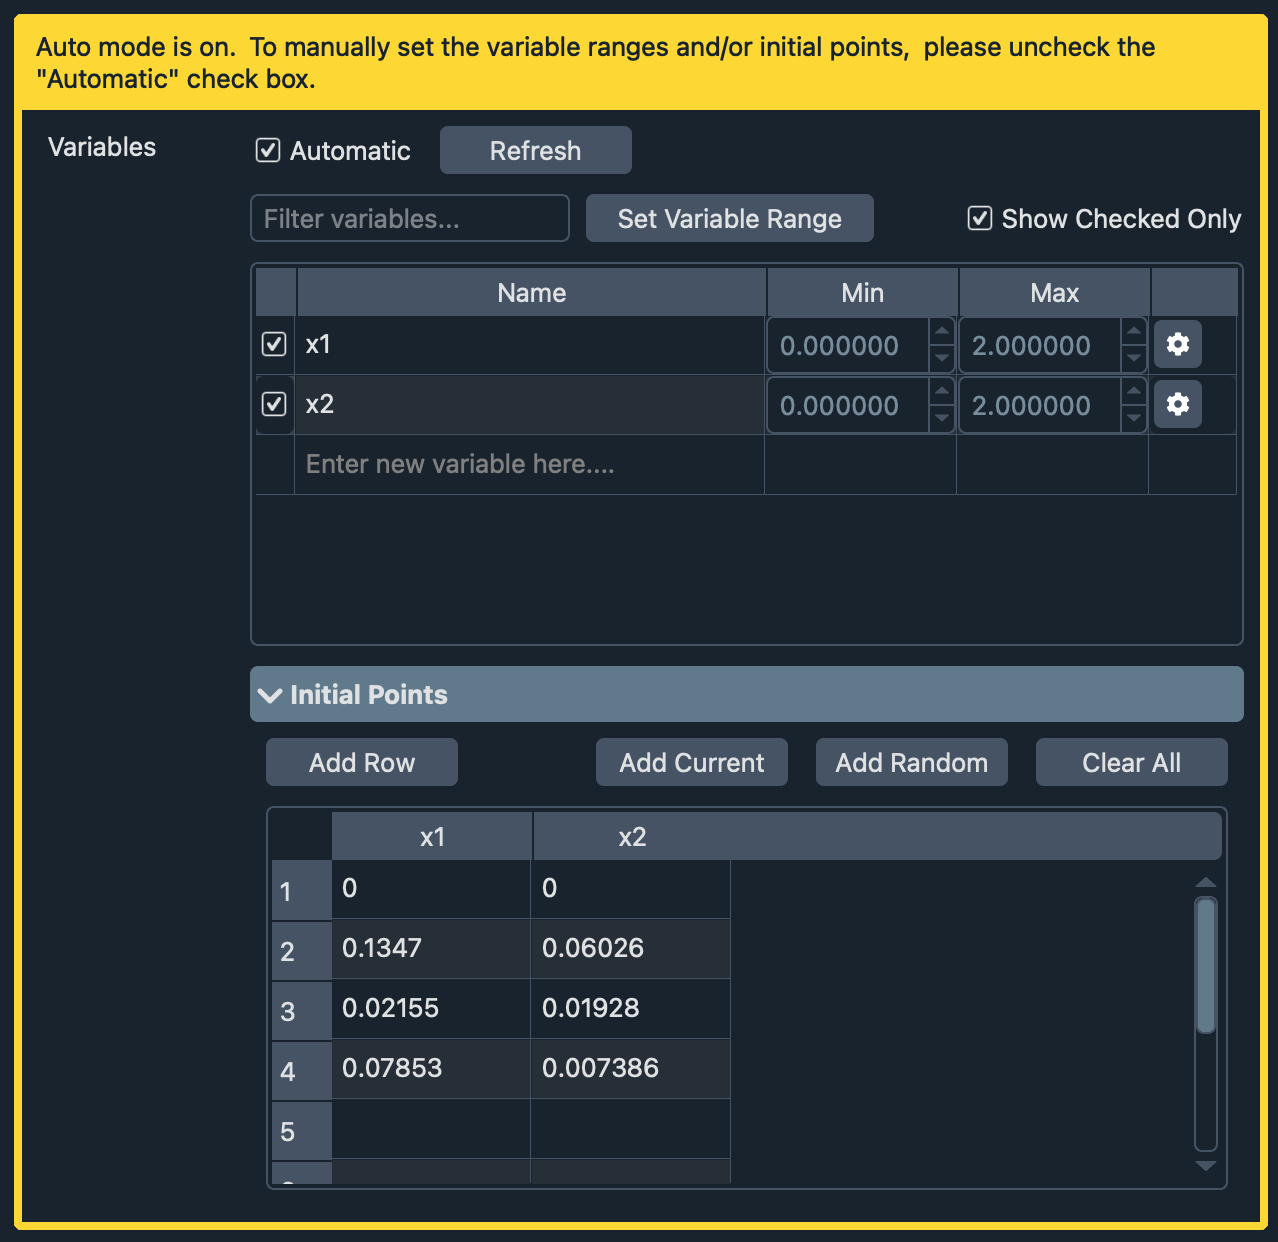 Auto mode is on. To manually set the variable ranges and/or initial points, please uncheck the
"Automatic" check box.
Variables
Automatic
Refresh
Filter variables...
Set Variable Range
Show Checked Only
Name Min Max
x1 0.000000 2.000000
x2 0.000000 2.000000
Enter new variable here....
Initial Points
Add Row
Add Current
Add Random
Clear All
x1 x2
1 0 0
2 0.1347 0.06026
3 0.02155 0.01928
4 0.07853 0.007386
5